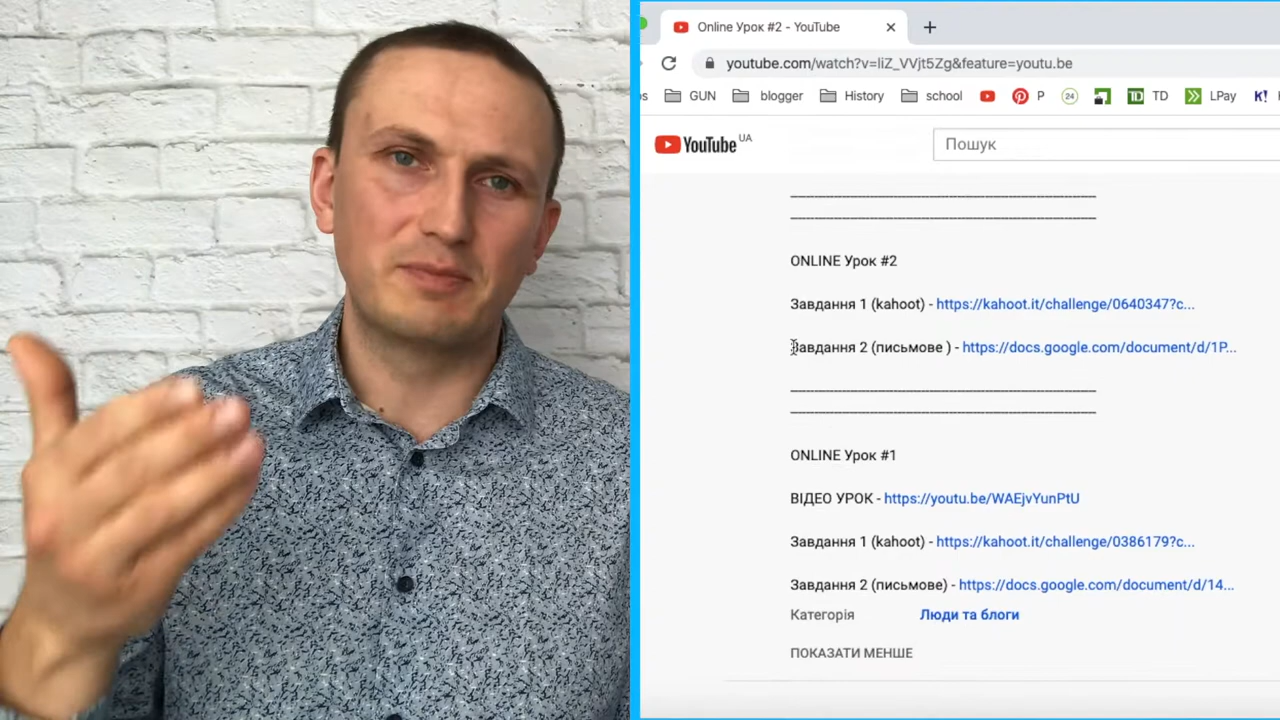 Online Урок #2 - YouTube
youtube.com/watch?v=liZ_VVjt5Zg&feature=youtu.be
GUN blogger History school P 24 TD TD LPay K!
YouTube UA Пошук
ONLINE Урок #2
Завдання 1 (kahoot) - https://kahoot.it/challenge/0640347?c...
Завдання 2 (письмове ) - https://docs.google.com/document/d/1P...
ONLINE Урок #1
ВІДЕО УРОК - https://youtu.be/WAEjvYunPtU
Завдання 1 (kahoot) - https://kahoot.it/challenge/0386179?c...
Завдання 2 (письмове) - https://docs.google.com/document/d/14...
Категорія Люди та блоги
ПОКАЗАТИ МЕНШЕ